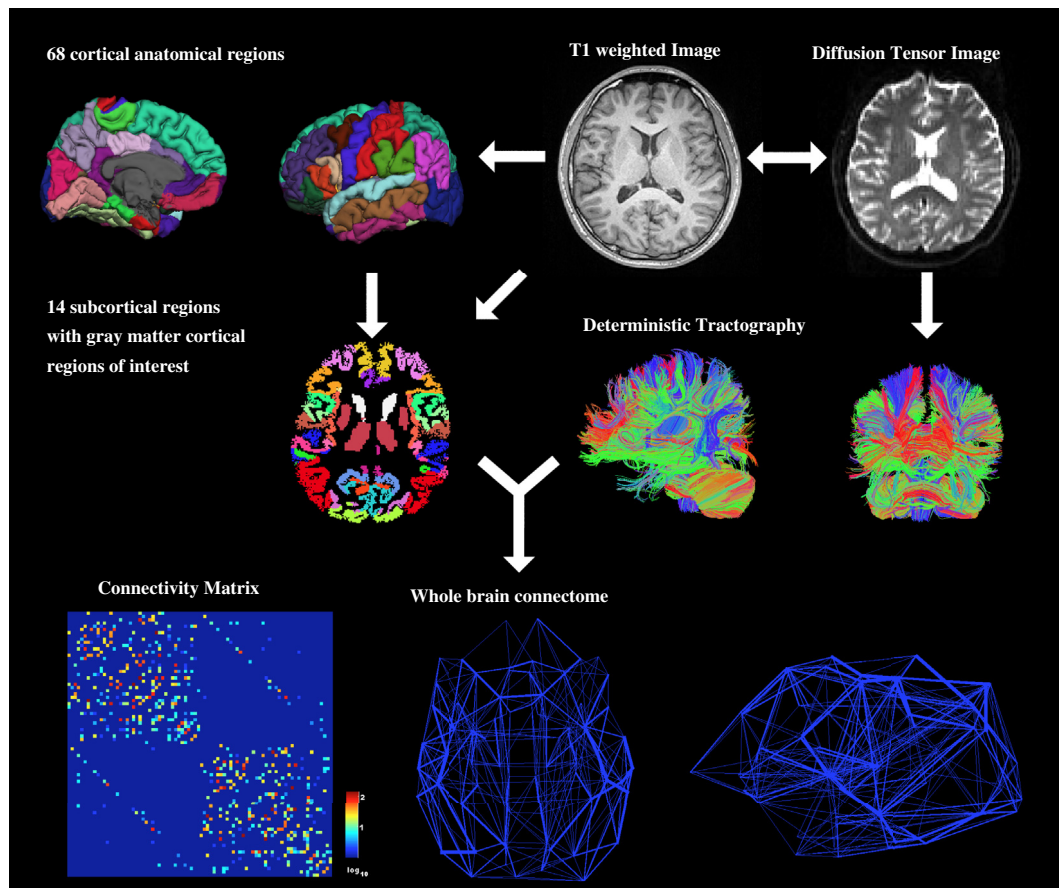 68 cortical anatomical regions
T1 weighted Image
Diffusion Tensor Image
14 subcortical regions
with gray matter cortical
regions of interest
Deterministic Tractography
Connectivity Matrix
Whole brain connectome
2
1
log10